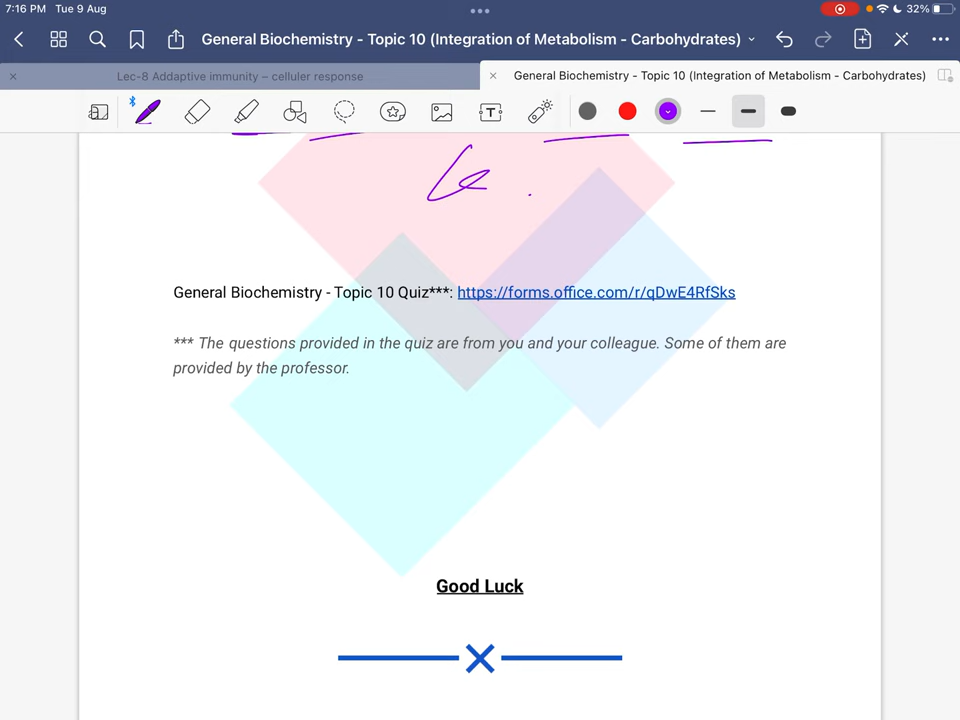 7:16 PM Tue 9 Aug
32%
General Biochemistry - Topic 10 (Integration of Metabolism - Carbohydrates)
Lec-8 Addaptive immunity – celluler response
General Biochemistry - Topic 10 (Integration of Metabolism - Carbohydrates)
T
General Biochemistry - Topic 10 Quiz***: https://forms.office.com/r/qDwE4RfSks
*** The questions provided in the quiz are from you and your colleague. Some of them are
provided by the professor.
Good Luck